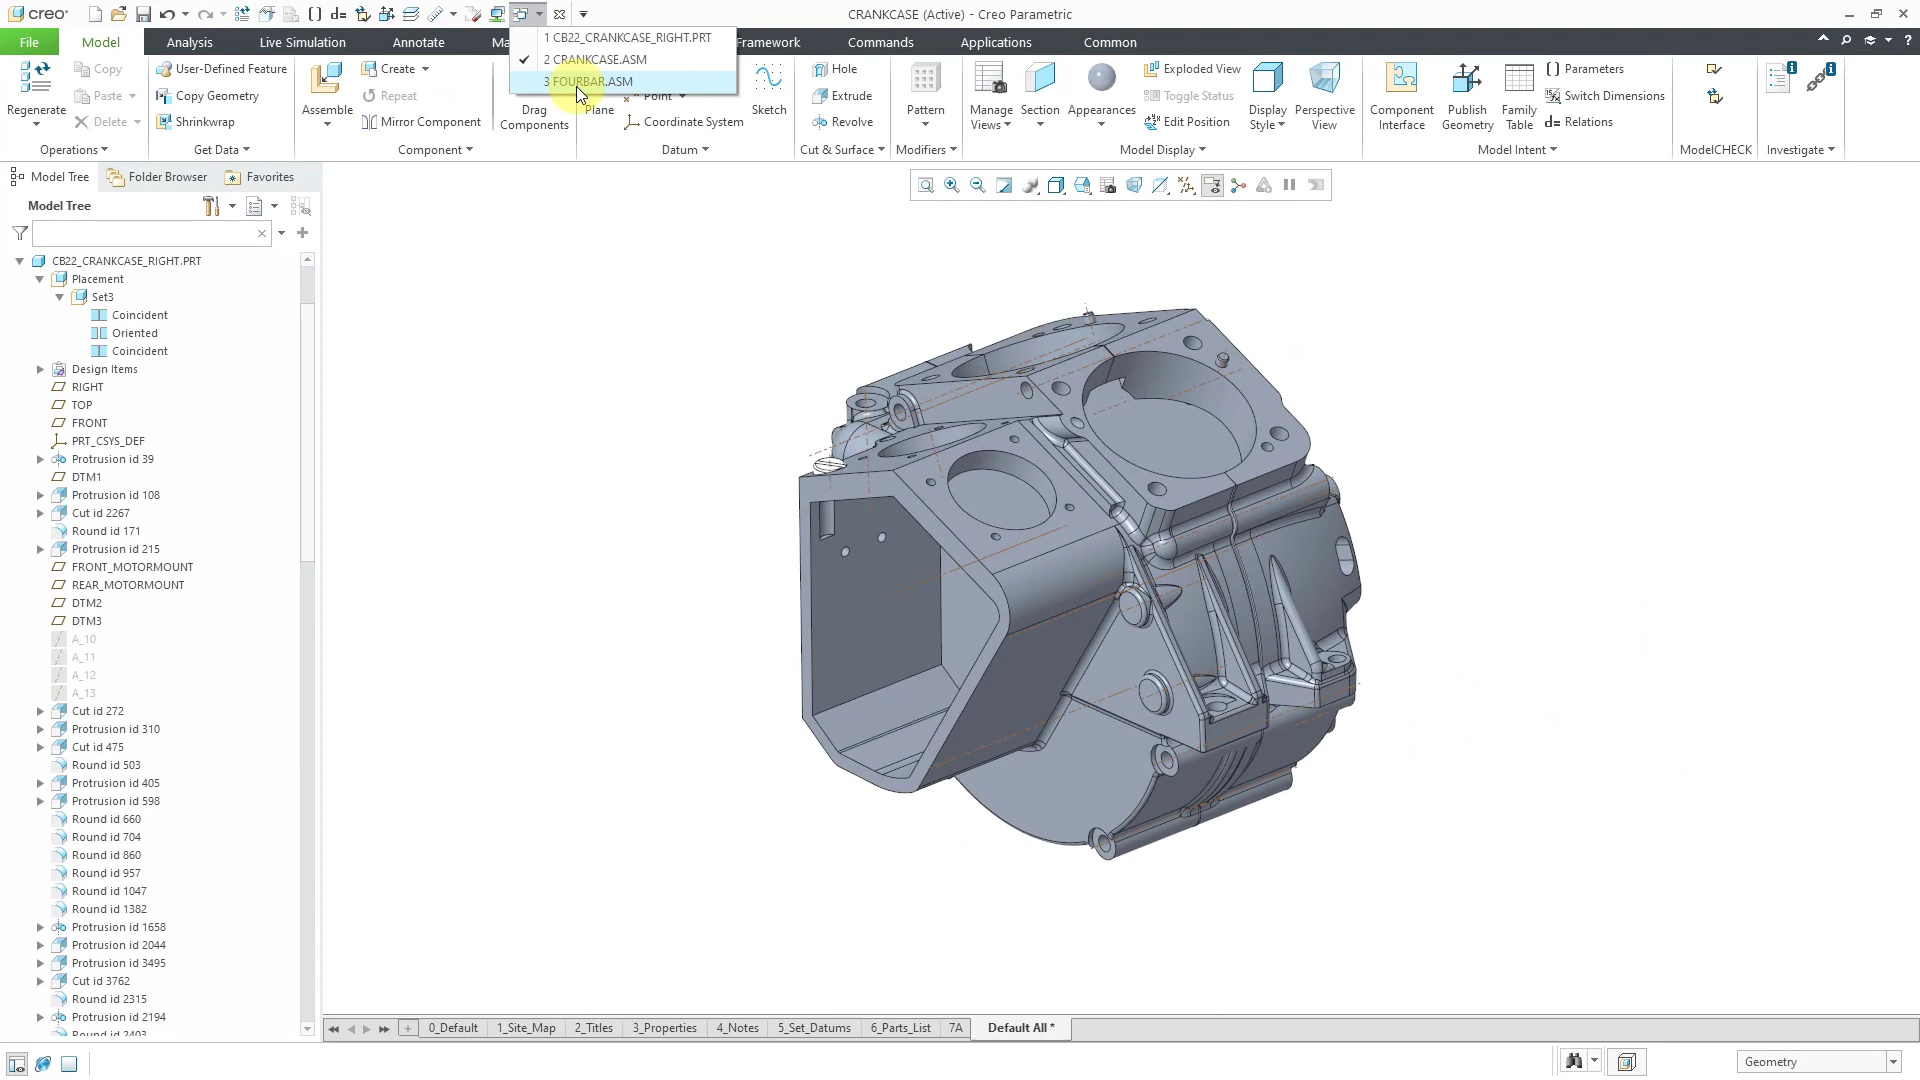 creo
CRANKCASE (Active) - Creo Parametric
File
Model
Analysis
Live Simulation
Annotate
Ma
Framework
Commands
Applications
Common
1 CB22_CRANKCASE_RIGHT.PRT
2 CRANKCASE.ASM
3 FOURBAR.ASM
Regenerate
Copy
Paste
Delete
Operations
User-Defined Feature
Copy Geometry
Shrinkwrap
Get Data
Assemble
Create
Repeat
Mirror Component
Component
Drag
Components
Plane
Point
Coordinate System
Sketch
Datum
Hole
Extrude
Revolve
Cut & Surface
Pattern
Modifiers
Manage
Views
Section
Appearances
Exploded View
Toggle Status
Edit Position
Display
Style
Perspective
View
Model Display
Component
Interface
Publish
Geometry
Family
Table
Parameters
Switch Dimensions
d= Relations
Model Intent
ModelCHECK
Investigate
Model Tree
Folder Browser
Favorites
Model Tree
CB22_CRANKCASE_RIGHT.PRT
Placement
Set3
Coincident
Oriented
Coincident
Design Items
RIGHT
TOP
FRONT
PRT_CSYS_DEF
Protrusion id 39
DTM1
Protrusion id 108
Cut id 2267
Round id 171
Protrusion id 215
FRONT_MOTORMOUNT
REAR_MOTORMOUNT
DTM2
DTM3
A_10
A_11
A_12
A_13
Cut id 272
Protrusion id 310
Cut id 475
Round id 503
Protrusion id 405
Protrusion id 598
Round id 660
Round id 704
Round id 860
Round id 957
Round id 1047
Round id 1382
Protrusion id 1658
Protrusion id 2044
Protrusion id 3495
Cut id 3762
Round id 2315
Protrusion id 2194
Round id 2403
0_Default
1_Site_Map
2_Titles
3_Properties
4_Notes
5_Set_Datums
6_Parts_List
7A
Default All *
Geometry